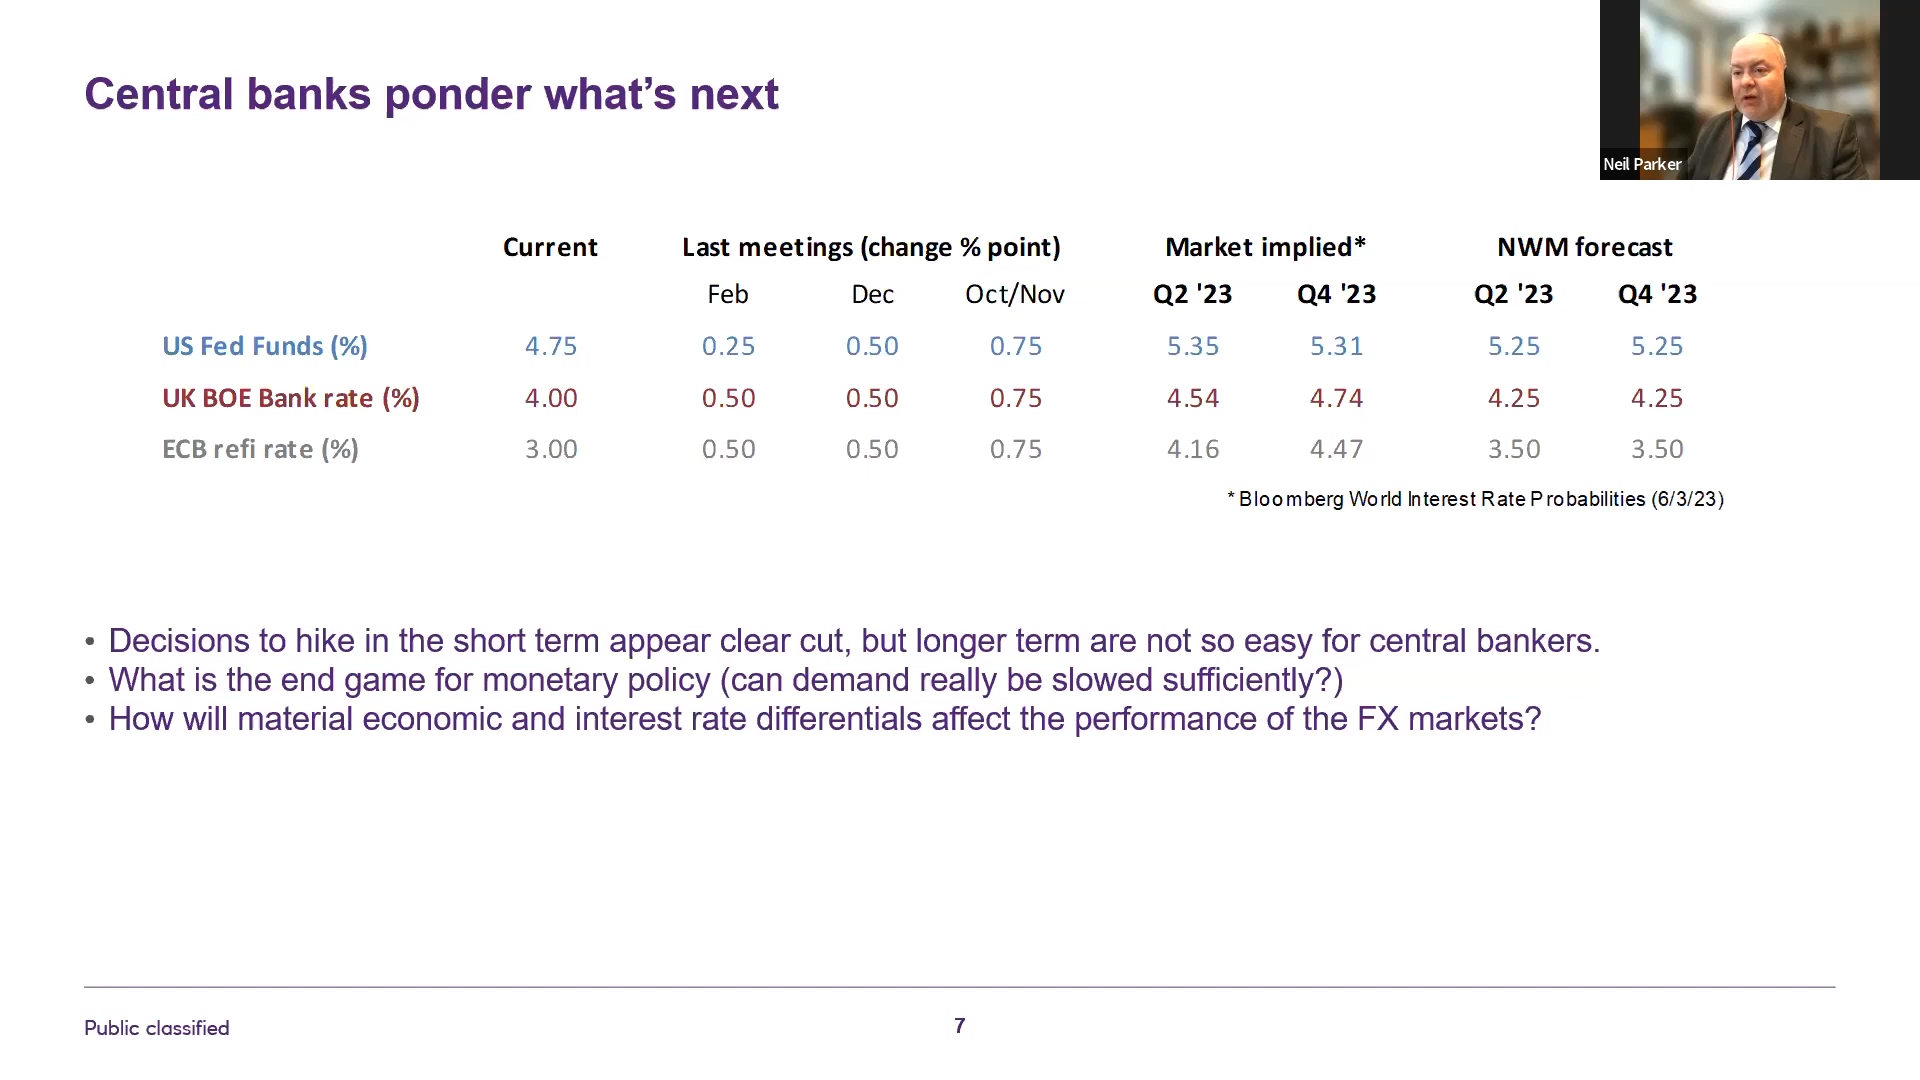 Central banks ponder what's next
Neil Parker
Current Last meetings (change % point) Market implied* NWM forecast
Feb Dec Oct/Nov Q2 '23 Q4 '23 Q2 '23 Q4 '23
US Fed Funds (%) 4.75 0.25 0.50 0.75 5.35 5.31 5.25 5.25
UK BOE Bank rate (%) 4.00 0.50 0.50 0.75 4.54 4.74 4.25 4.25
ECB refi rate (%) 3.00 0.50 0.50 0.75 4.16 4.47 3.50 3.50
* Bloomberg World Interest Rate Probabilities (6/3/23)
• Decisions to hike in the short term appear clear cut, but longer term are not so easy for central bankers.
• What is the end game for monetary policy (can demand really be slowed sufficiently?)
• How will material economic and interest rate differentials affect the performance of the FX markets?
Public classified
7